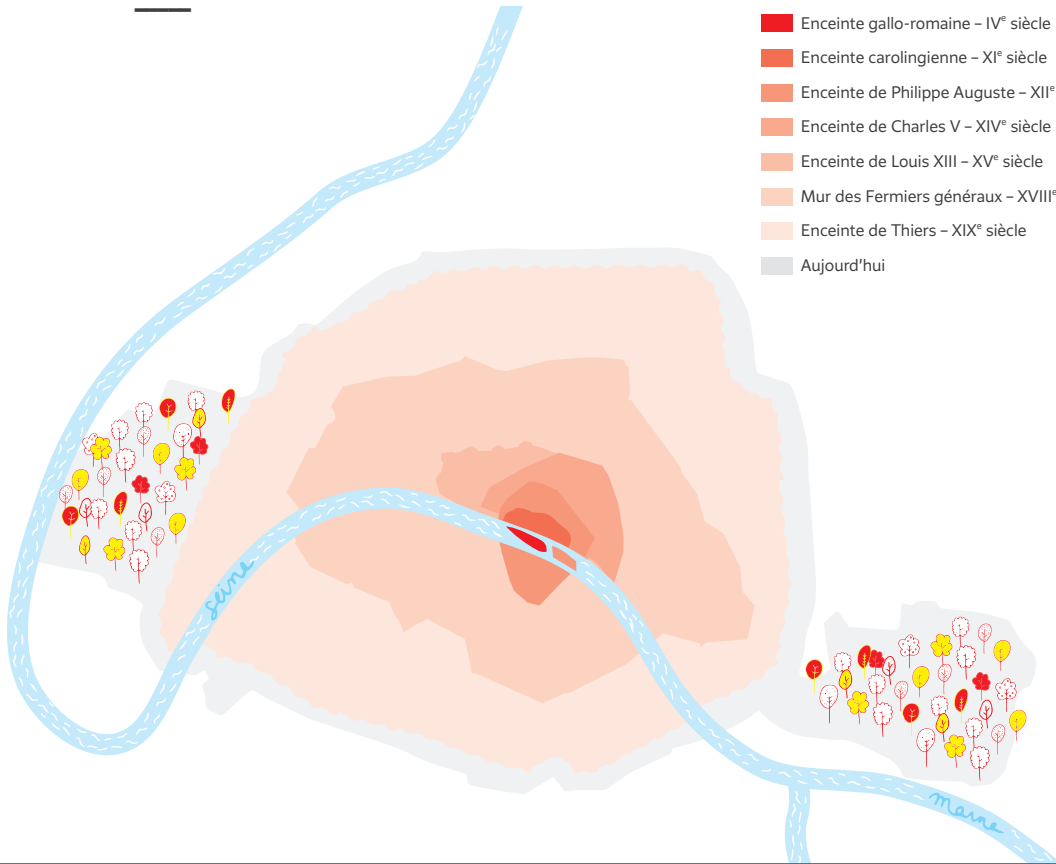 Enceinte gallo-romaine – IVe siècle
Enceinte carolingienne – XIe siècle
Enceinte de Philippe Auguste – XIIe
Enceinte de Charles V – XIVe siècle
Enceinte de Louis XIII – XVe siècle
Mur des Fermiers généraux – XVIIIe
Enceinte de Thiers – XIXe siècle
Aujourd'hui
seine
marne